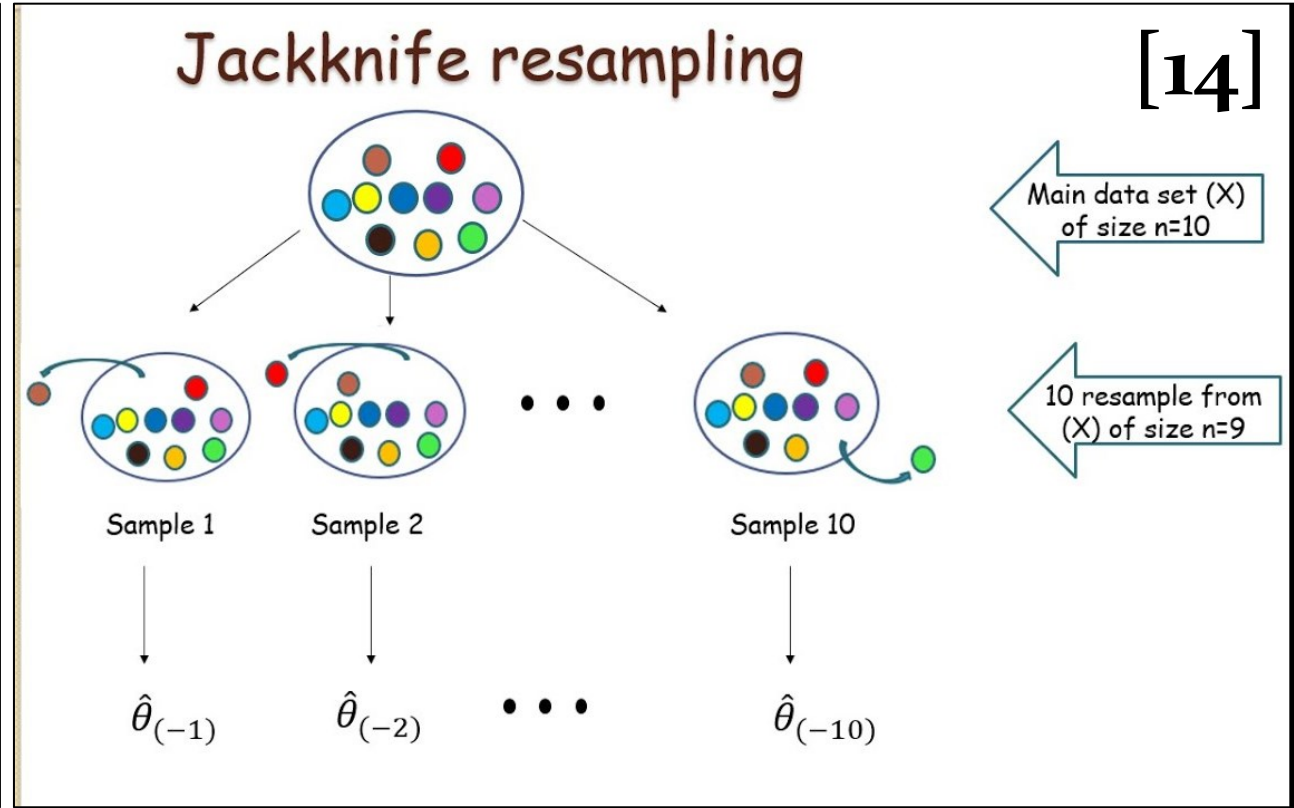 Jackknife resampling
[14]
Main data set (X)
of size n=10
10 resample from
(X) of size n=9
Sample 1
Sample 2
Sample 10
θ̂(−1)
θ̂(−2)
θ̂(−10)